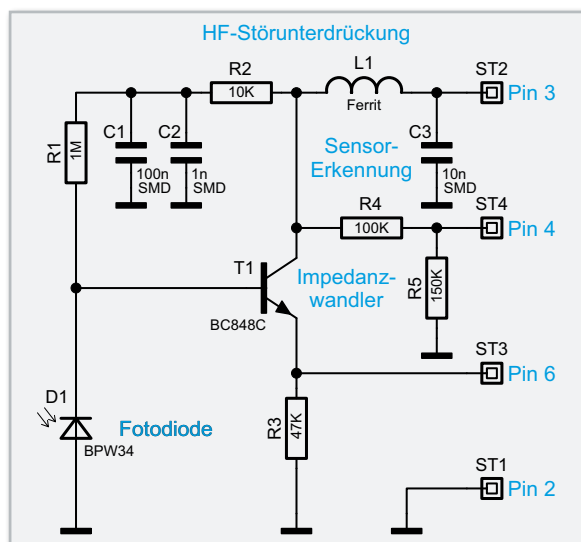 HF-Störunterdrückung
R2
10K
L1
Ferrit
ST2
Pin 3
R1
1M
C1
100n
SMD
C2
1n
SMD
C3
10n
SMD
Sensor-
Erkennung
R4
100K
ST4
Pin 4
T1
BC848C
Impedanz-
wandler
R5
150K
ST3
Pin 6
D1
BPW34
Fotodiode
R3
47K
ST1
Pin 2